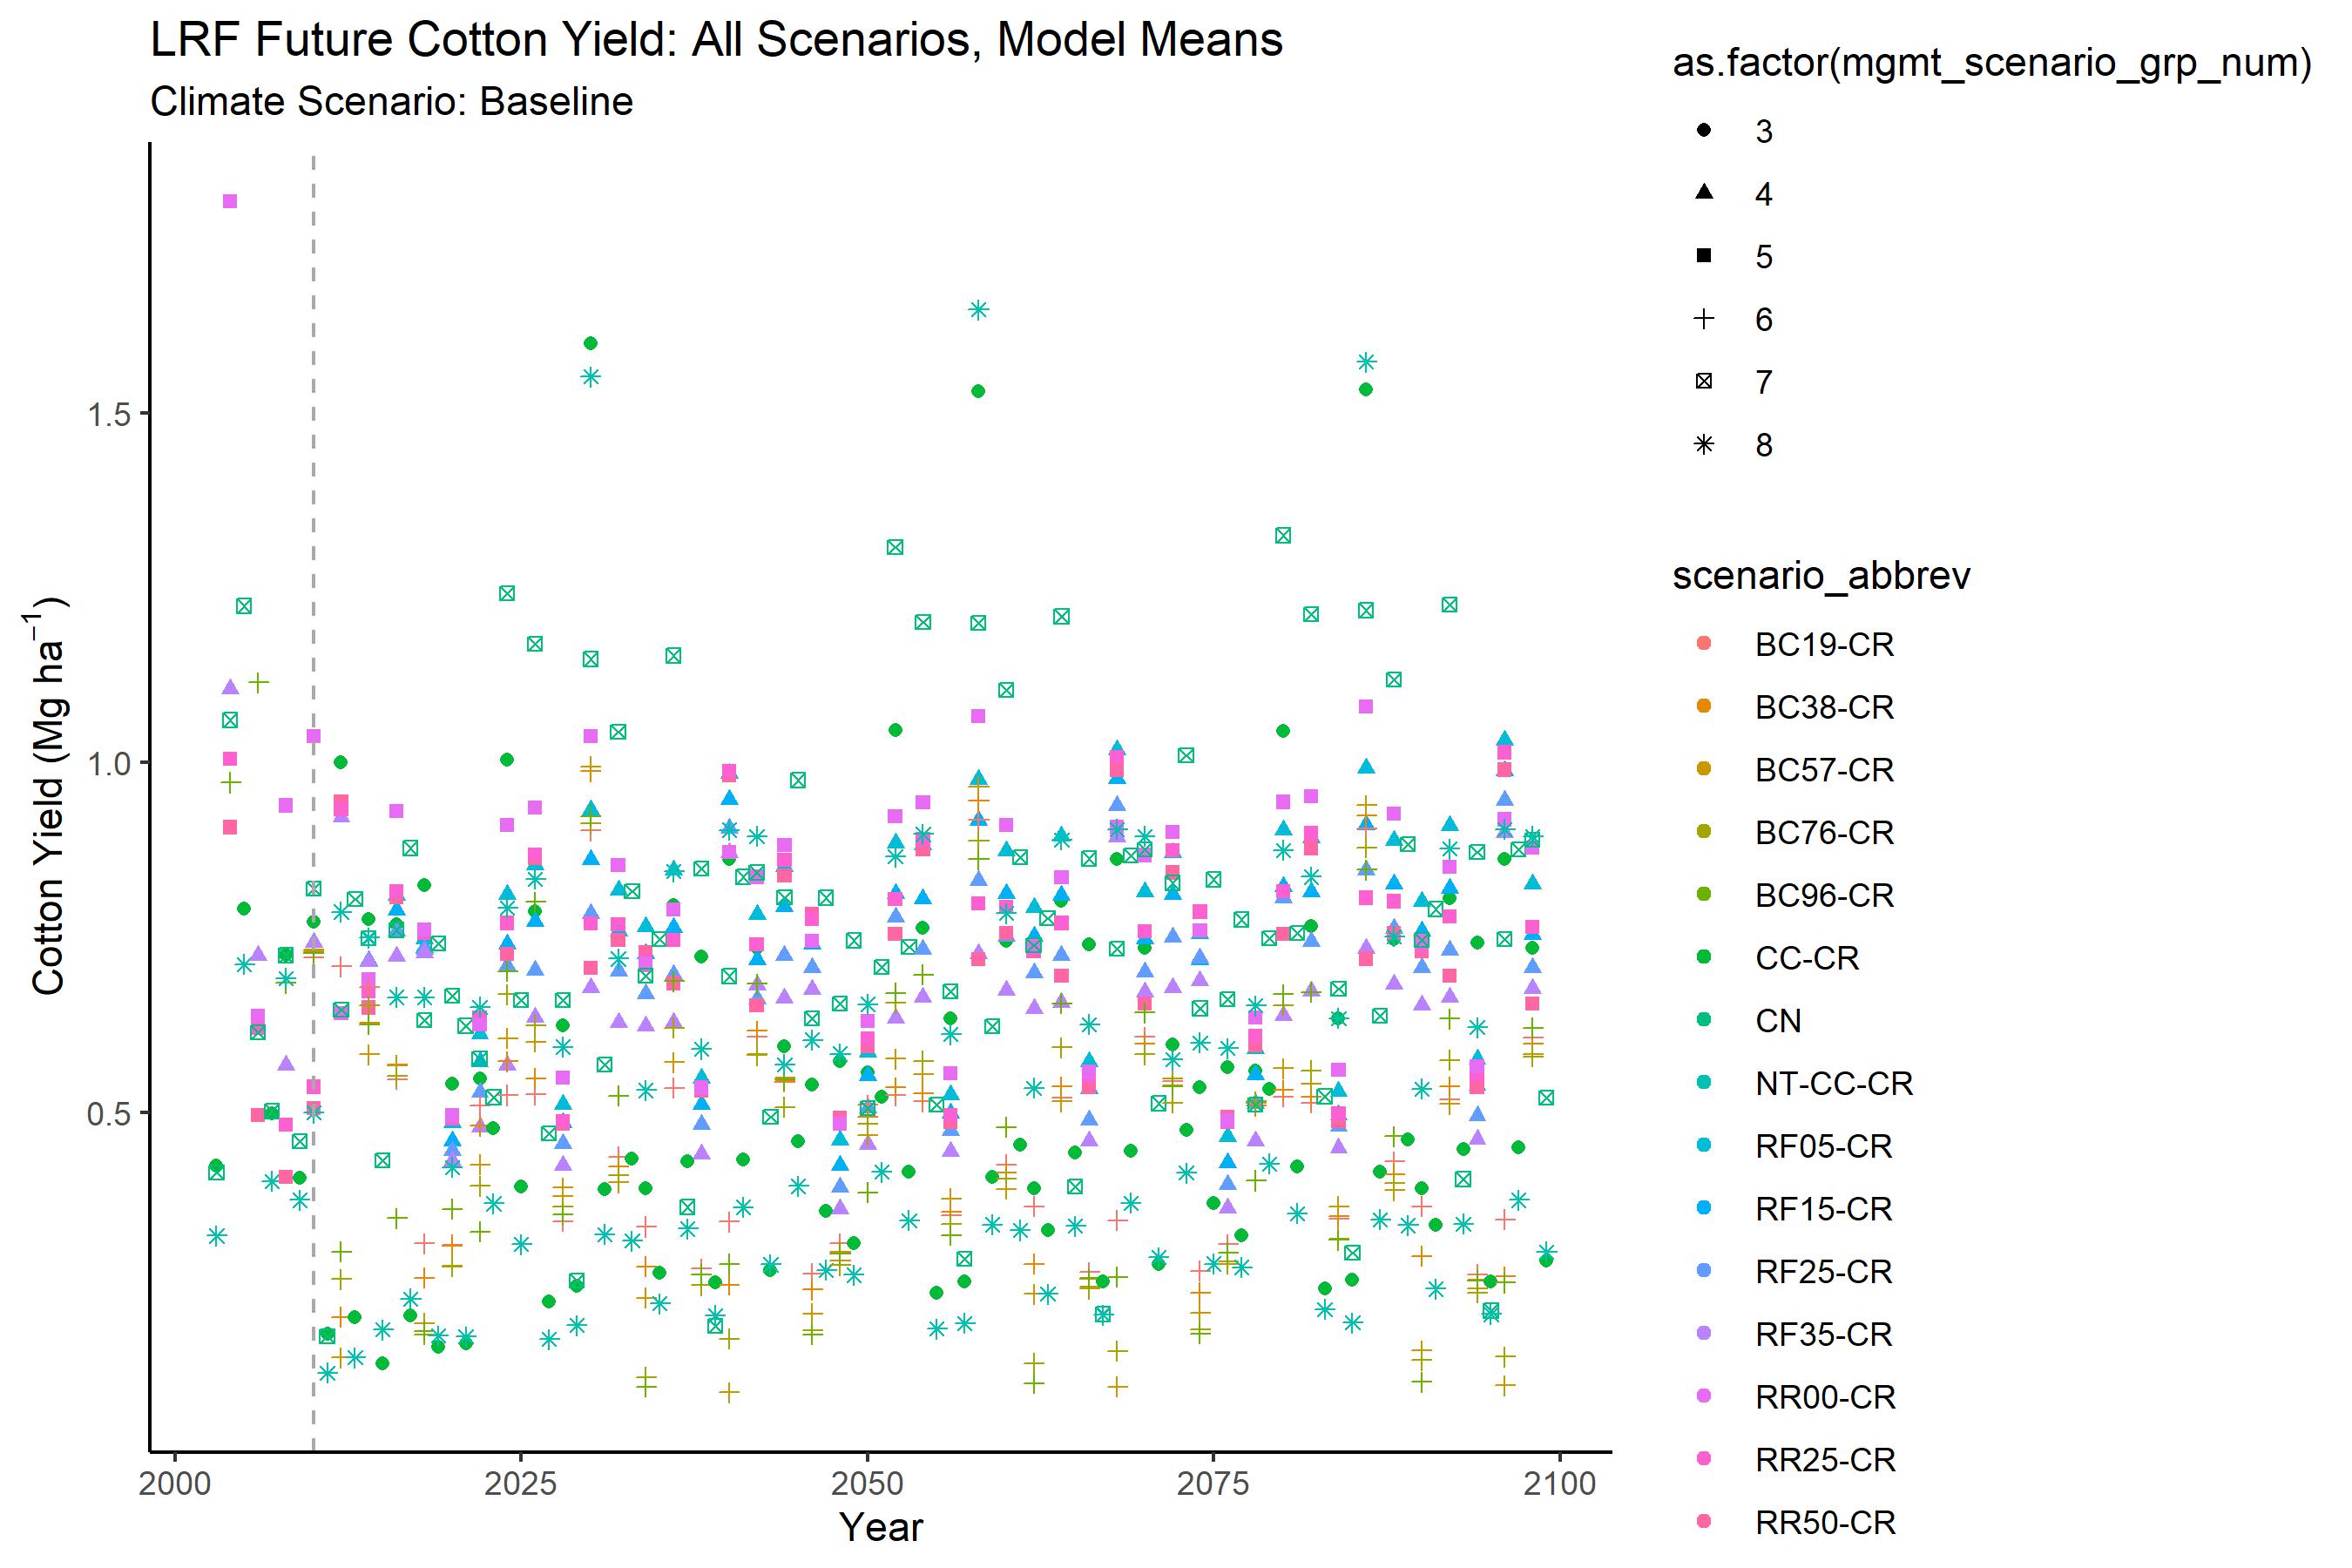 LRF Future Cotton Yield: All Scenarios, Model Means
Climate Scenario: Baseline
Cotton Yield (Mg ha⁻¹)
1.5
1.0
0.5
2000
2025
2050
2075
2100
Year
as.factor(mgmt_scenario_grp_num)
3
4
5
6
7
8
scenario_abbrev
BC19-CR
BC38-CR
BC57-CR
BC76-CR
BC96-CR
CC-CR
CN
NT-CC-CR
RF05-CR
RF15-CR
RF25-CR
RF35-CR
RR00-CR
RR25-CR
RR50-CR